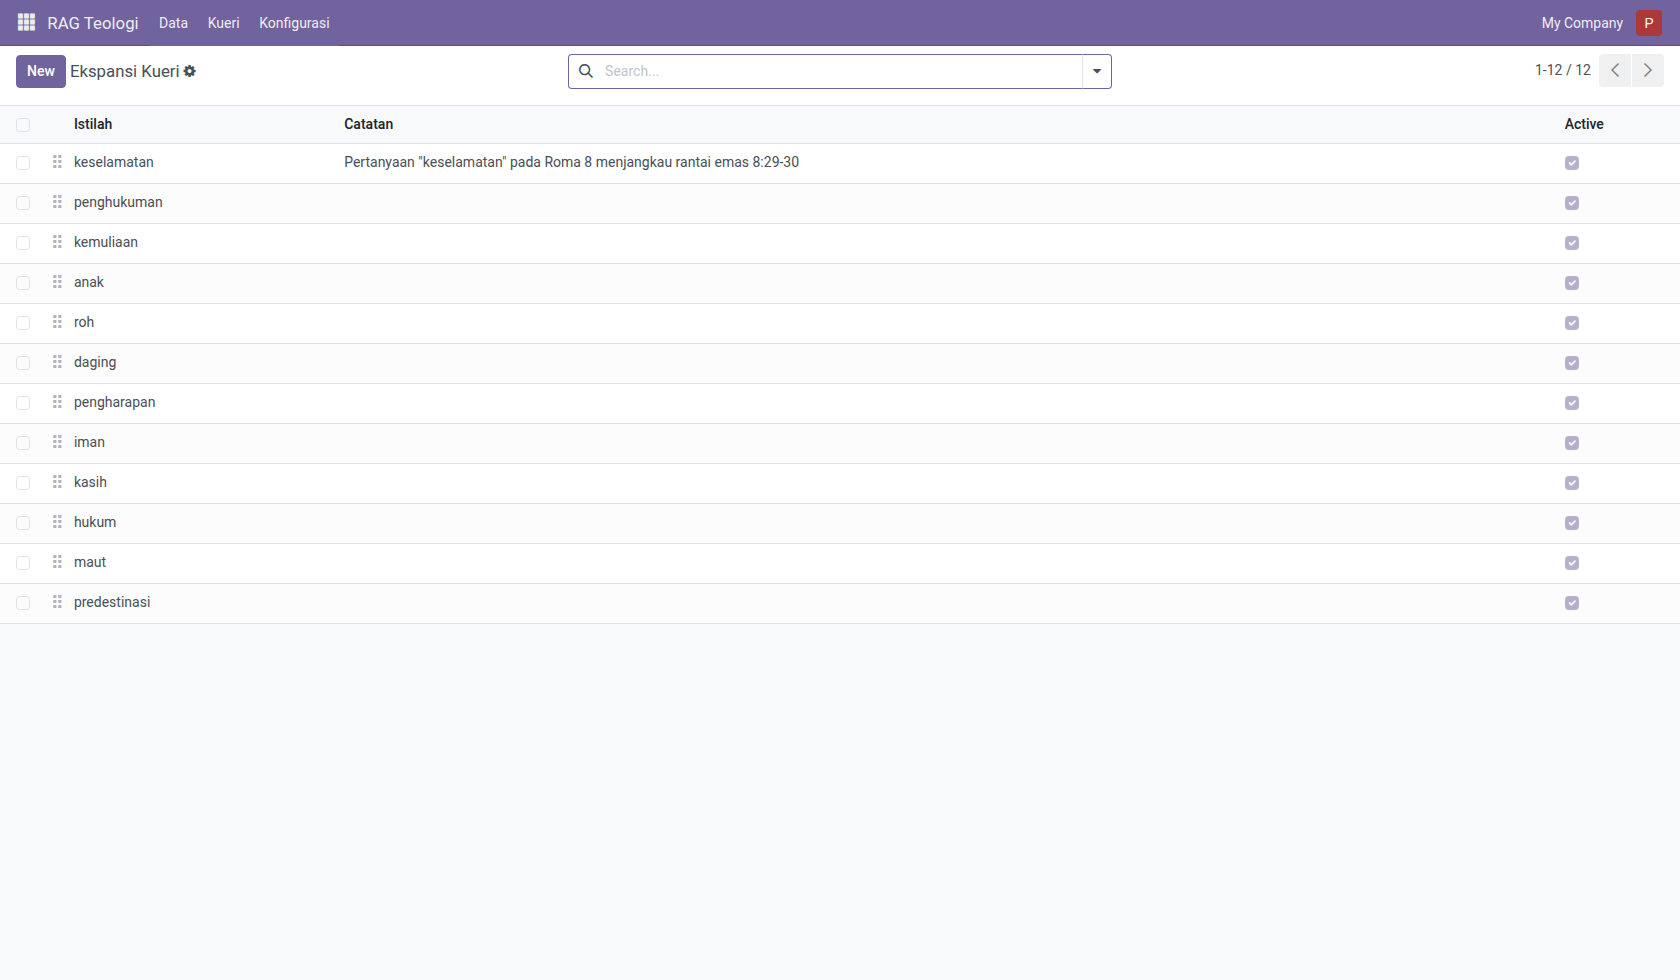 RAG Teologi Data Kueri Konfigurasi My Company P
New Ekspansi Kueri Search... 1-12 / 12
Istilah Catatan Active
keselamatan Pertanyaan "keselamatan" pada Roma 8 menjangkau rantai emas 8:29-30
penghukuman
kemuliaan
anak
roh
daging
pengharapan
iman
kasih
hukum
maut
predestinasi